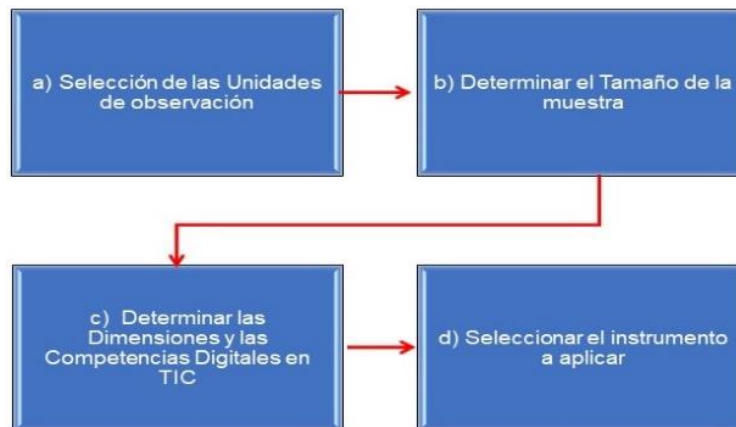 a) Selección de las Unidades
de observación
b) Determinar el Tamaño de la
muestra
c) Determinar las
Dimensiones y las
Competencias Digitales en
TIC
d) Seleccionar el instrumento
a aplicar